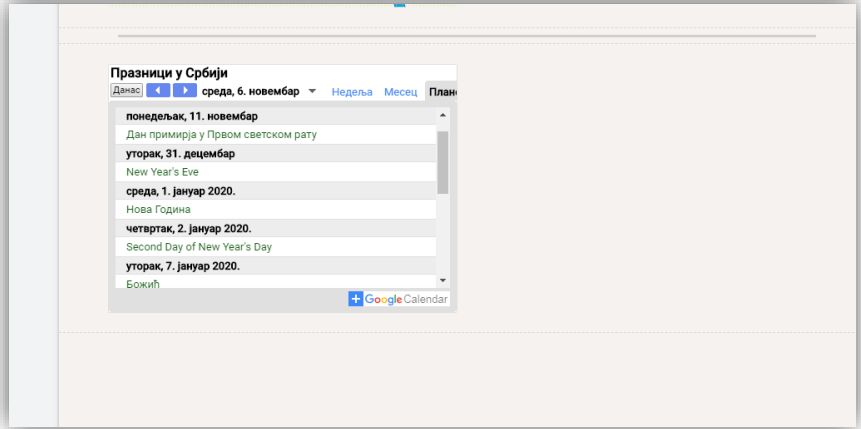 Празници у Србији
Данас среда, 6. новембар Недеља Месец План
понедељак, 11. новембар
Дан примирја у Првом светском рату
уторак, 31. децембар
New Year's Eve
среда, 1. јануар 2020.
Нова Година
четвртак, 2. јануар 2020.
Second Day of New Year's Day
уторак, 7. јануар 2020.
Божић
Google Calendar